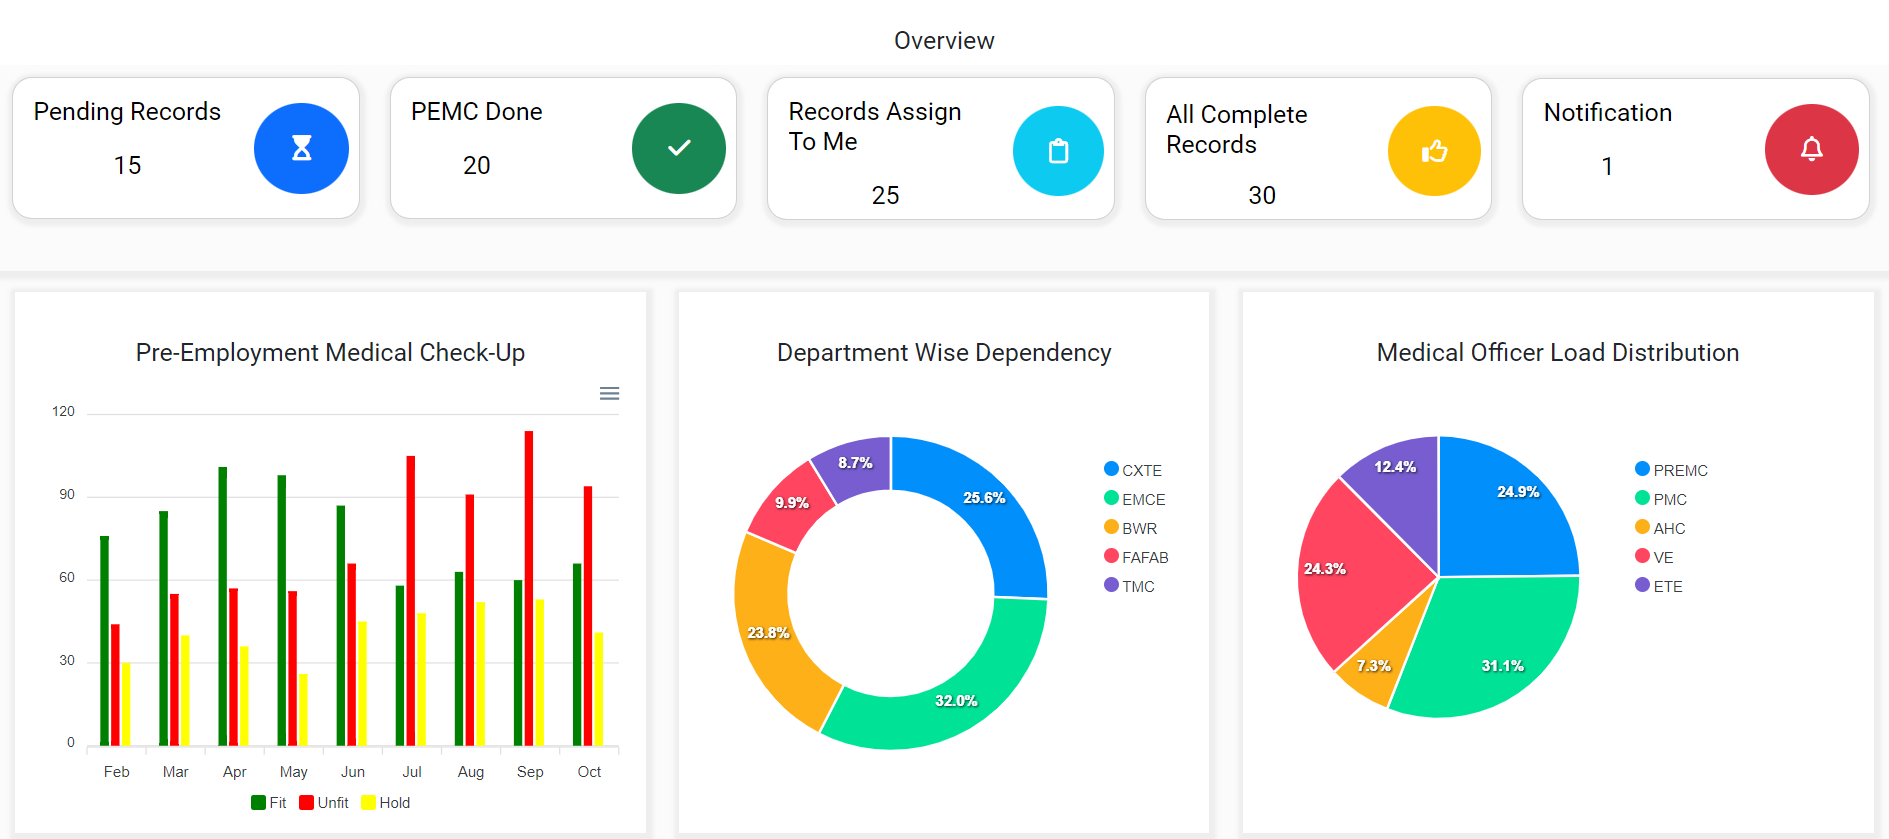 Overview
Pending Records
15
PEMC Done
20
Records Assign
To Me
25
All Complete
Records
30
Notification
1
Pre-Employment Medical Check-Up
120
90
60
30
0
Feb Mar Apr May Jun Jul Aug Sep Oct
Fit Unfit Hold
Department Wise Dependency
8.7%
25.6%
9.9%
23.8%
32.0%
CXTE
EMCE
BWR
FAFAB
TMC
Medical Officer Load Distribution
12.4%
24.9%
24.3%
7.3%
31.1%
PREMC
PMC
AHC
VE
ETE